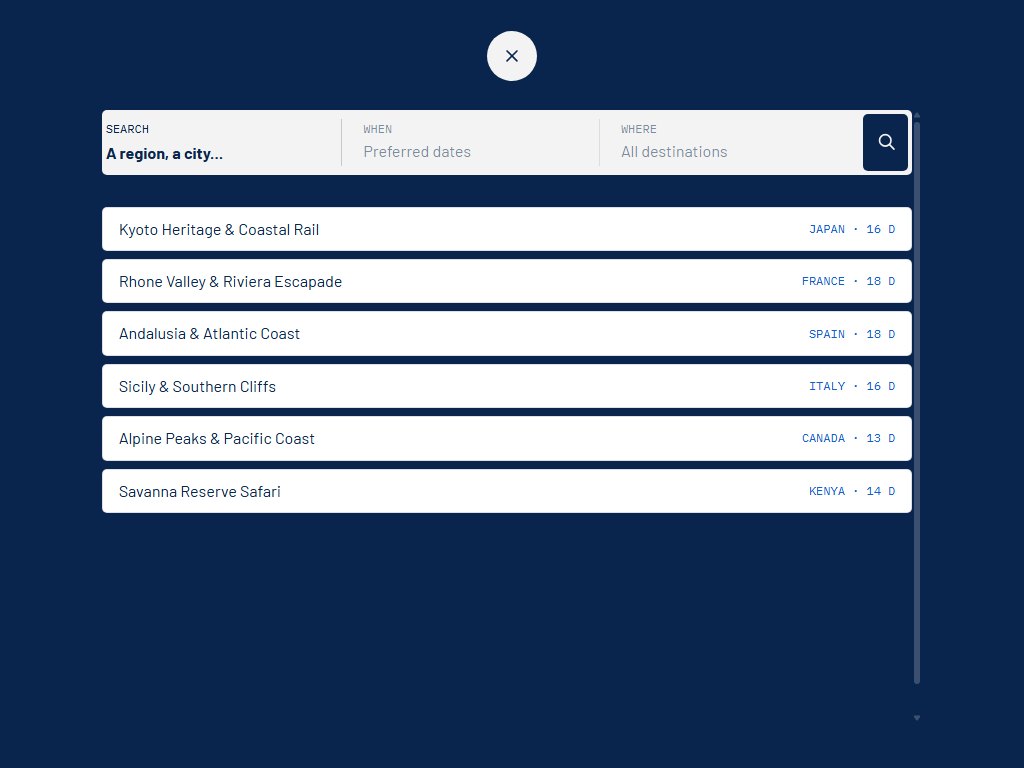 SEARCH
A region, a city...
WHEN
Preferred dates
WHERE
All destinations
Kyoto Heritage & Coastal Rail JAPAN · 16 D
Rhone Valley & Riviera Escapade FRANCE · 18 D
Andalusia & Atlantic Coast SPAIN · 18 D
Sicily & Southern Cliffs ITALY · 16 D
Alpine Peaks & Pacific Coast CANADA · 13 D
Savanna Reserve Safari KENYA · 14 D